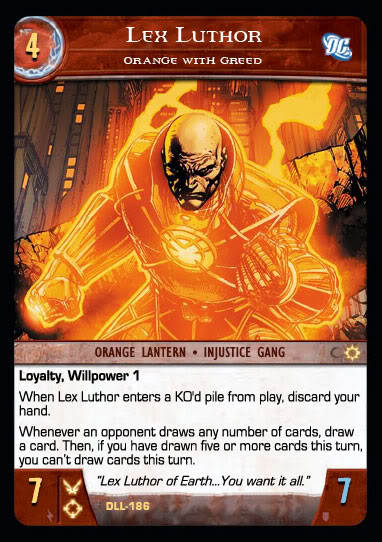 4
Lex Luthor
Orange with Greed
DC
ORANGE LANTERN • INJUSTICE GANG
C
Loyalty, Willpower 1
When Lex Luthor enters a KO'd pile from play, discard your
hand.
Whenever an opponent draws any number of cards, draw
a card. Then, if you have drawn five or more cards this turn,
you can't draw cards this turn.
"Lex Luthor of Earth...You want it all."
7
DLL-186
7